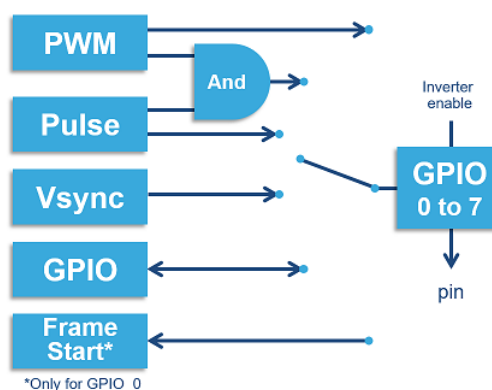 PWM
And
Pulse
Vsync
GPIO
Frame
Start*
*Only for GPIO_0
Inverter
enable
GPIO
0 to 7
pin